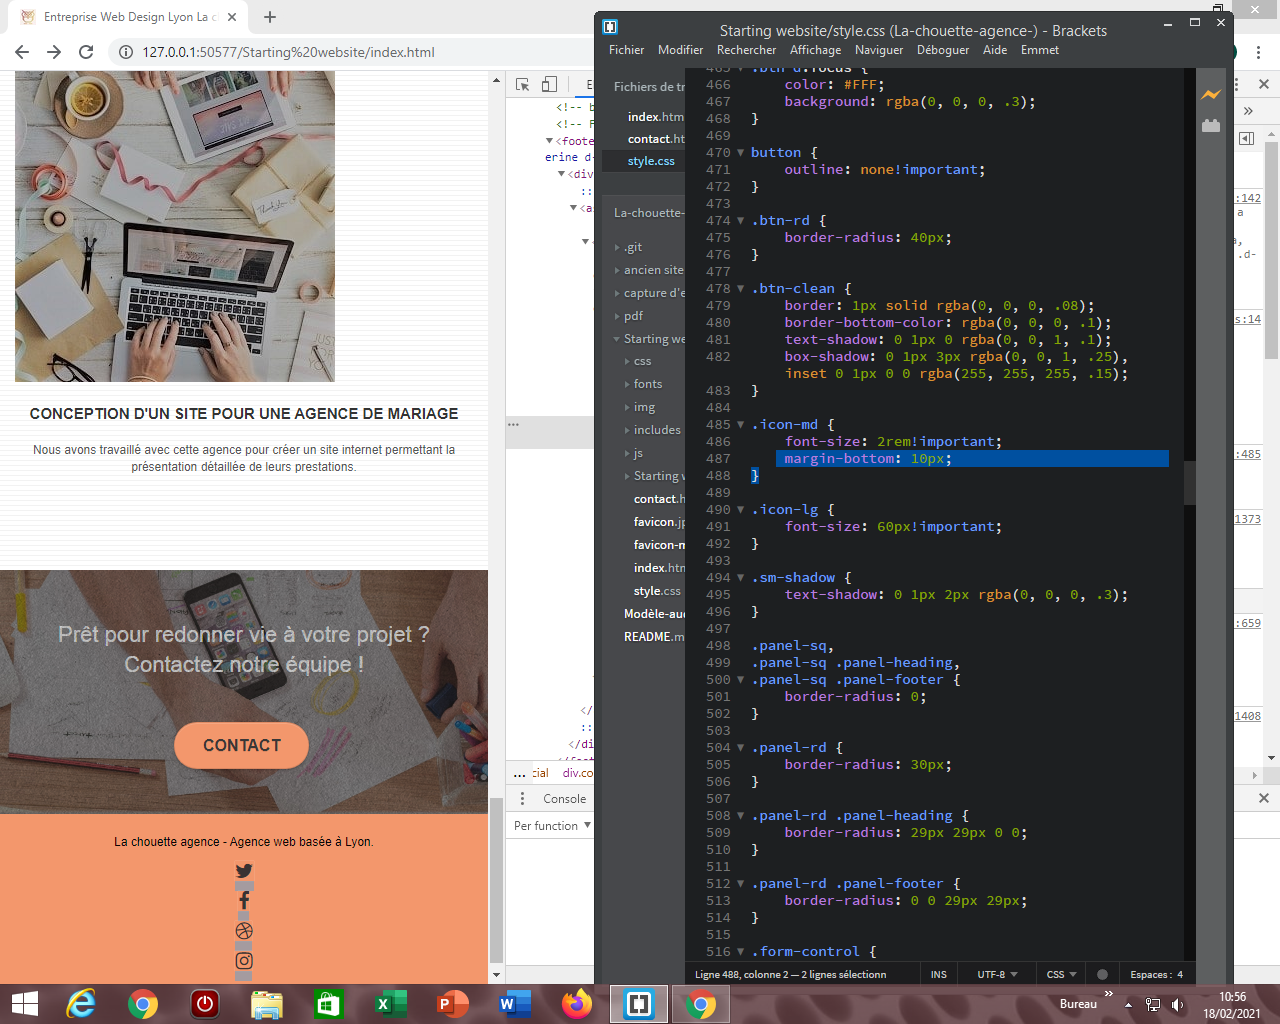 Entreprise Web Design Lyon La c
127.0.0.1:50577/Starting%20website/index.html
CONCEPTION D'UN SITE POUR UNE AGENCE DE MARIAGE
Nous avons travaillé avec cette agence pour créer un site internet permettant la
présentation détaillée de leurs prestations.
Prêt pour redonner vie à votre projet ?
Contactez notre équipe !
CONTACT
La chouette agence - Agence web basée à Lyon.
<!-- b
<!-- F
<foote
erine d-
<div
::
<a
</
::
</di
... cial div.co
Console
Per function
Starting website/style.css (La-chouette-agence-) - Brackets
Fichier Modifier Rechercher Affichage Naviguer Déboguer Aide Emmet
Fichiers de tr
index.htm
contact.ht
style.css
La-chouette-
.git
ancien site
capture d'e
pdf
Starting we
css
fonts
img
includes
js
Starting w
contact.h
favicon.jp
favicon-m
index.htm
style.css
Modèle-au
README.m
465 .btn-d:focus {
466 color: #FFF;
467 background: rgba(0, 0, 0, .3);
468 }
469
470 button {
471 outline: none!important;
472 }
473
474 .btn-rd {
475 border-radius: 40px;
476 }
477
478 .btn-clean {
479 border: 1px solid rgba(0, 0, 0, .08);
480 border-bottom-color: rgba(0, 0, 0, .1);
481 text-shadow: 0 1px 0 rgba(0, 0, 1, .1);
482 box-shadow: 0 1px 3px rgba(0, 0, 1, .25),
inset 0 1px 0 0 rgba(255, 255, 255, .15);
483 }
484
485 .icon-md {
486 font-size: 2rem!important;
487 margin-bottom: 10px;
488 }
489
490 .icon-lg {
491 font-size: 60px!important;
492 }
493
494 .sm-shadow {
495 text-shadow: 0 1px 2px rgba(0, 0, 0, .3);
496 }
497
498 .panel-sq,
499 .panel-sq .panel-heading,
500 .panel-sq .panel-footer {
501 border-radius: 0;
502 }
503
504 .panel-rd {
505 border-radius: 30px;
506 }
507
508 .panel-rd .panel-heading {
509 border-radius: 29px 29px 0 0;
510 }
511
512 .panel-rd .panel-footer {
513 border-radius: 0 0 29px 29px;
514 }
515
516 .form-control {
Ligne 488, colonne 2 — 2 lignes sélectionn
INS UTF-8 CSS Espaces : 4
:142
a
a,
.d-
s:14
:485
1373
:659
1408
Bureau
10:56
18/02/2021